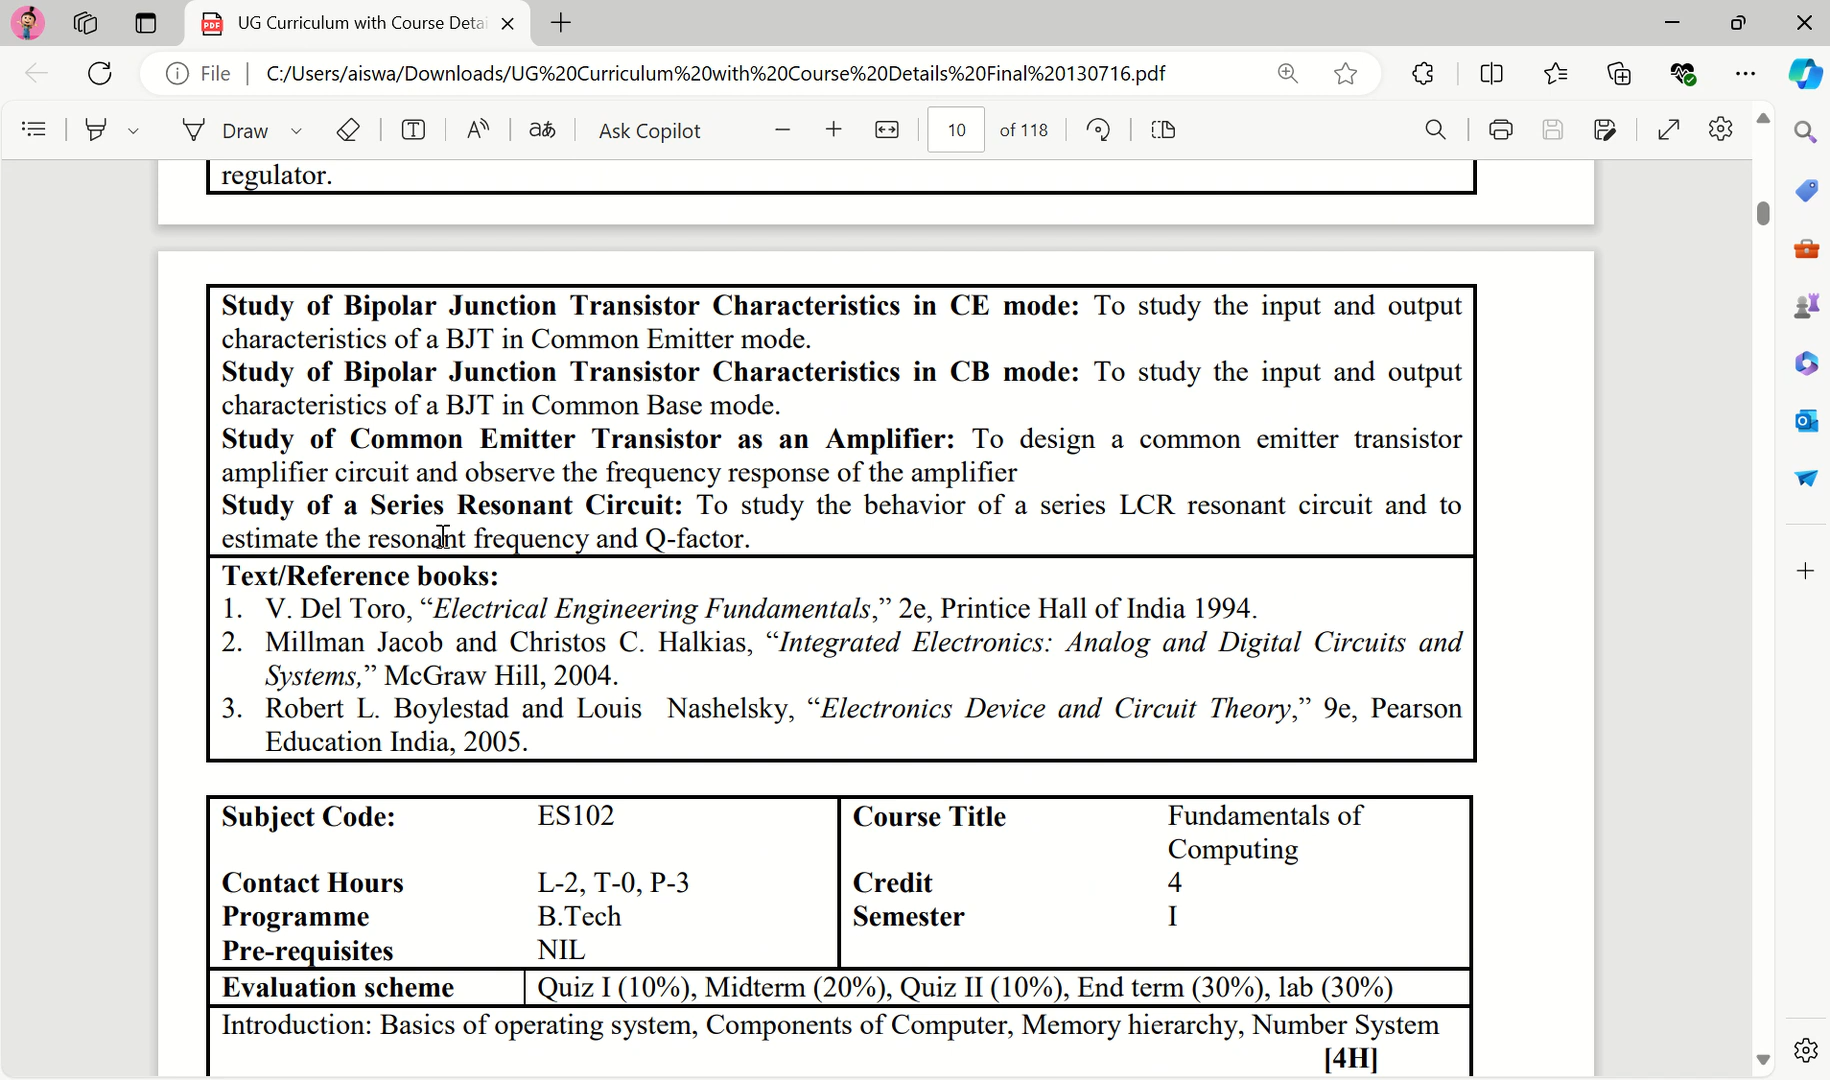 UG Curriculum with Course Detai
File
C:/Users/aiswa/Downloads/UG%20Curriculum%20with%20Course%20Details%20Final%20130716.pdf
Draw
Ask Copilot
10 of 118
regulator.
Study of Bipolar Junction Transistor Characteristics in CE mode: To study the input and output
characteristics of a BJT in Common Emitter mode.
Study of Bipolar Junction Transistor Characteristics in CB mode: To study the input and output
characteristics of a BJT in Common Base mode.
Study of Common Emitter Transistor as an Amplifier: To design a common emitter transistor
amplifier circuit and observe the frequency response of the amplifier
Study of a Series Resonant Circuit: To study the behavior of a series LCR resonant circuit and to
estimate the resonant frequency and Q-factor.
Text/Reference books:
1. V. Del Toro, “Electrical Engineering Fundamentals,” 2e, Printice Hall of India 1994.
2. Millman Jacob and Christos C. Halkias, “Integrated Electronics: Analog and Digital Circuits and
Systems,” McGraw Hill, 2004.
3. Robert L. Boylestad and Louis Nashelsky, “Electronics Device and Circuit Theory,” 9e, Pearson
Education India, 2005.
Subject Code: ES102 Course Title Fundamentals of
Computing
Contact Hours L-2, T-0, P-3 Credit 4
Programme B.Tech Semester I
Pre-requisites NIL
Evaluation scheme Quiz I (10%), Midterm (20%), Quiz II (10%), End term (30%), lab (30%)
Introduction: Basics of operating system, Components of Computer, Memory hierarchy, Number System
[4H]